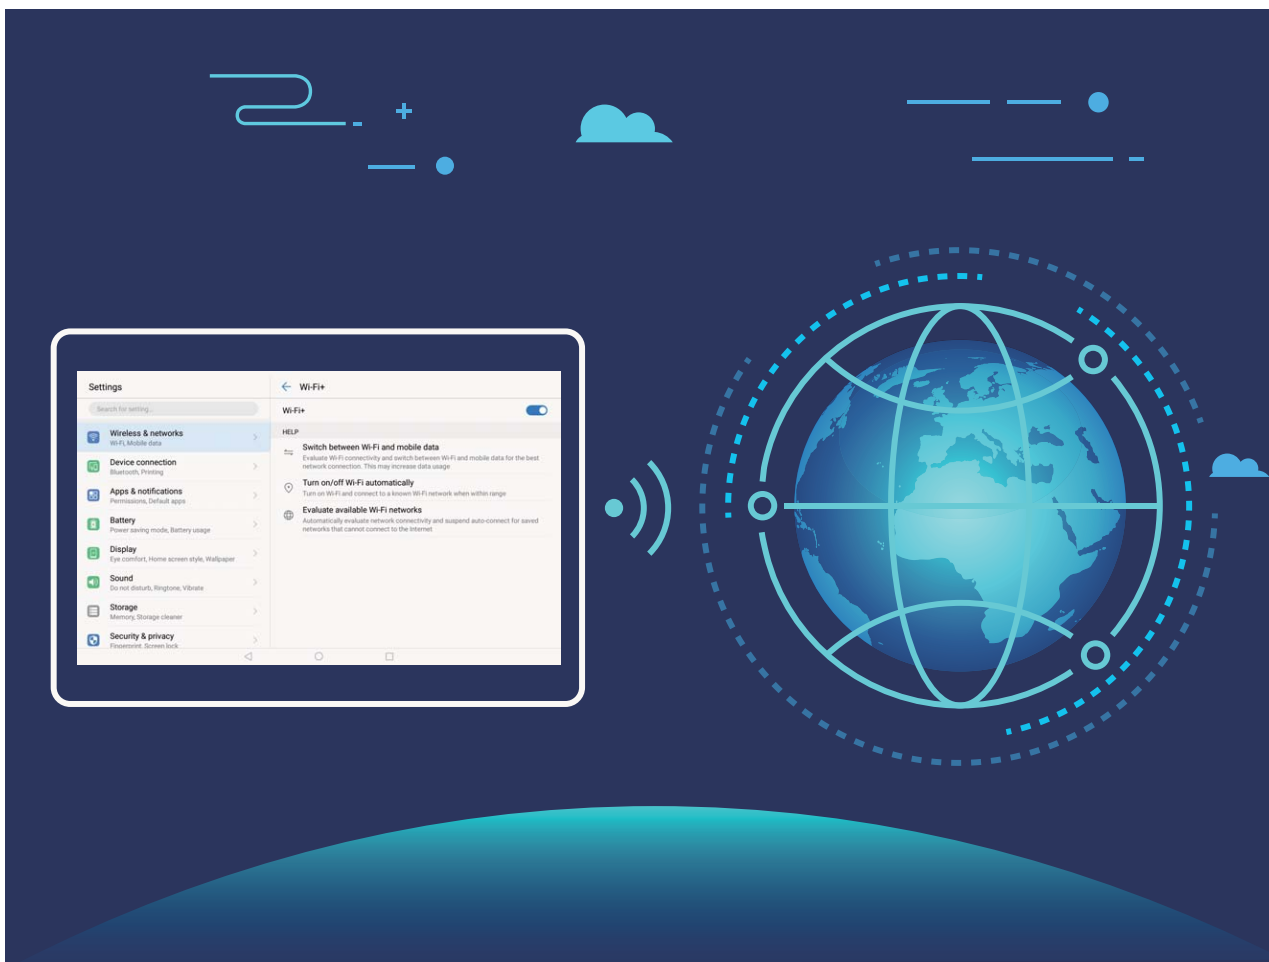 Settings
Search for setting...
Wireless & networks
Wi-Fi, Mobile data
Device connection
Bluetooth, Printing
Apps & notifications
Permissions, Default apps
Battery
Power saving mode, Battery usage
Display
Eye comfort, Home screen style, Wallpaper
Sound
Do not disturb, Ringtone, Vibrate
Storage
Memory, Storage cleaner
Security & privacy
Fingerprint, Screen lock
Wi-Fi+
Wi-Fi+
HELP
Switch between Wi-Fi and mobile data
Evaluate Wi-Fi connectivity and switch between Wi-Fi and mobile data for the best
network connection. This may increase data usage
Turn on/off Wi-Fi automatically
Turn on Wi-Fi and connect to a known Wi-Fi network when within range
Evaluate available Wi-Fi networks
Automatically evaluate network connectivity and suspend auto-connect for saved
networks that cannot connect to the Internet